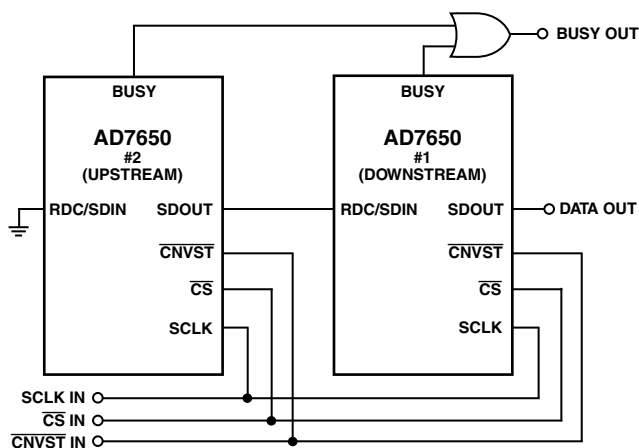 BUSY OUT
BUSY
BUSY
AD7650
#2
(UPSTREAM)
AD7650
#1
(DOWNSTREAM)
RDC/SDIN SDOUT
RDC/SDIN SDOUT
DATA OUT
CNVST
CNVST
CS
CS
SCLK
SCLK
SCLK IN
CS IN
CNVST IN